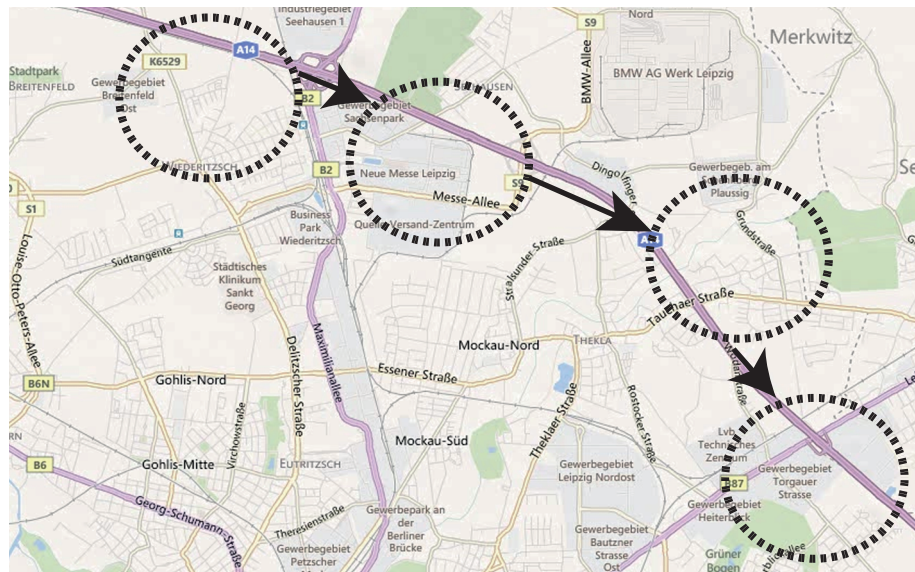 Industriegebiet
Seehausen 1
S9
Nord
Merkwitz
A14
K6529
Stadtpark
BREITENFELD
Gewerbegebiet
Breitenfeld
Ost
BMW-Allee
BMW AG Werk Leipzig
B2
Gewerbegebiet
Sachsenpark
WIEDERITZSCH
B2
Neue Messe Leipzig
Messe-Allee
Gewerbegeb. am
Plaussig
S1
Business
Park
Wiederitzsch
Quelle-Versand-Zentrum
Grundstraße
Südtangente
Louise-Otto-Peters-Allee
Städtisches
Klinikum
Sankt
Georg
Stralsunder Straße
Tauchaer Straße
Maximilianallee
Delitzscher Straße
Mockau-Nord
THEKLA
B6N
Gohlis-Nord
Essener Straße
Virchowstraße
Rostocker Straße
Theklaer Straße
Mockau-Süd
Lvb
Technisches
Zentrum
B6
Gohlis-Mitte
EUTRITZSCH
Gewerbegebiet
Leipzig Nordost
Gewerbegebiet
Torgauer
Strasse
B87
Georg-Schumann-Straße
Theresienstraße
Gewerbepark an
der
Berliner
Brücke
Gewerbegebiet
Heiterblick
Gewerbegebiet
Petzscher
Gewerbegebiet
Bautzner
Strasse
Ost
Grüner
Bogen